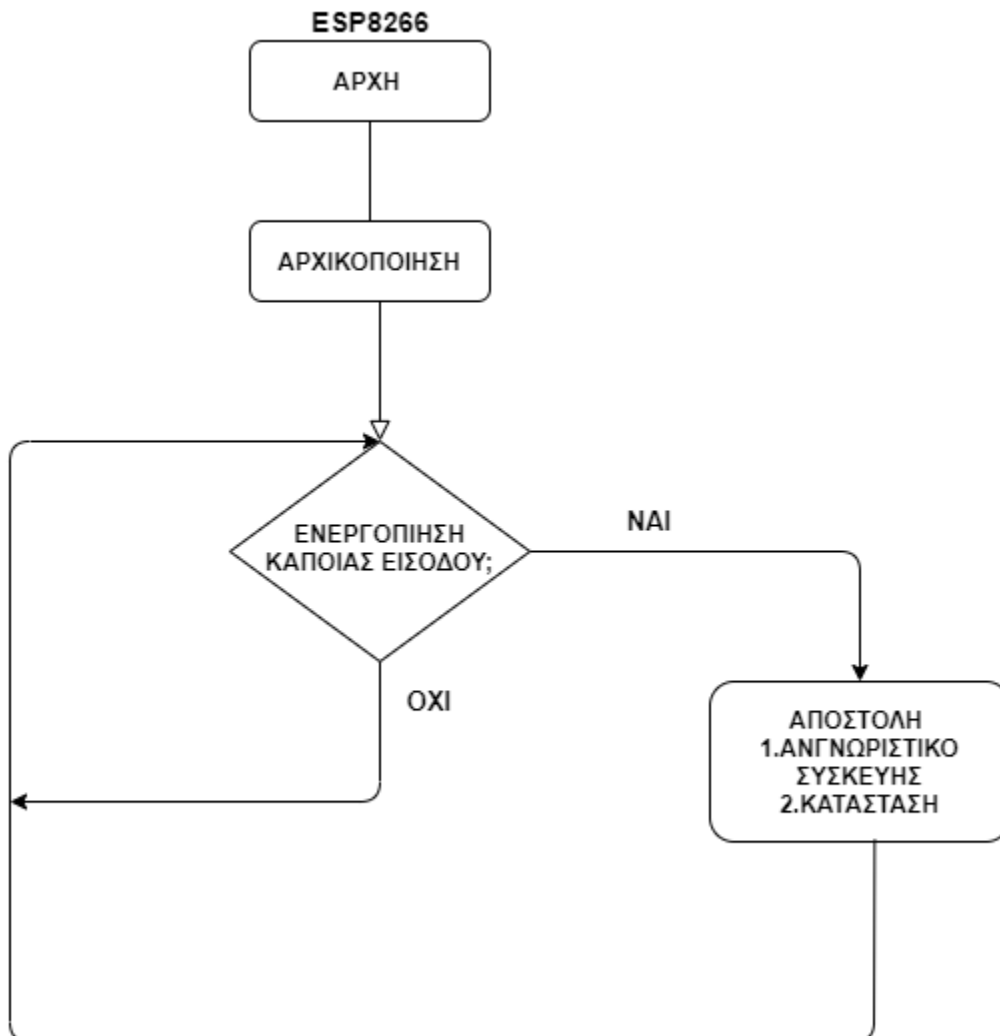 ESP8266
ΑΡΧΗ
ΑΡΧΙΚΟΠΟΙΗΣΗ
ΕΝΕΡΓΟΠΙΗΣΗ
ΚΑΠΟΙΑΣ ΕΙΣΟΔΟΥ;
ΝΑΙ
ΟΧΙ
ΑΠΟΣΤΟΛΗ
1.ΑΝΓΝΩΡΙΣΤΙΚΟ
ΣΥΣΚΕΥΗΣ
2.ΚΑΤΑΣΤΑΣΗ